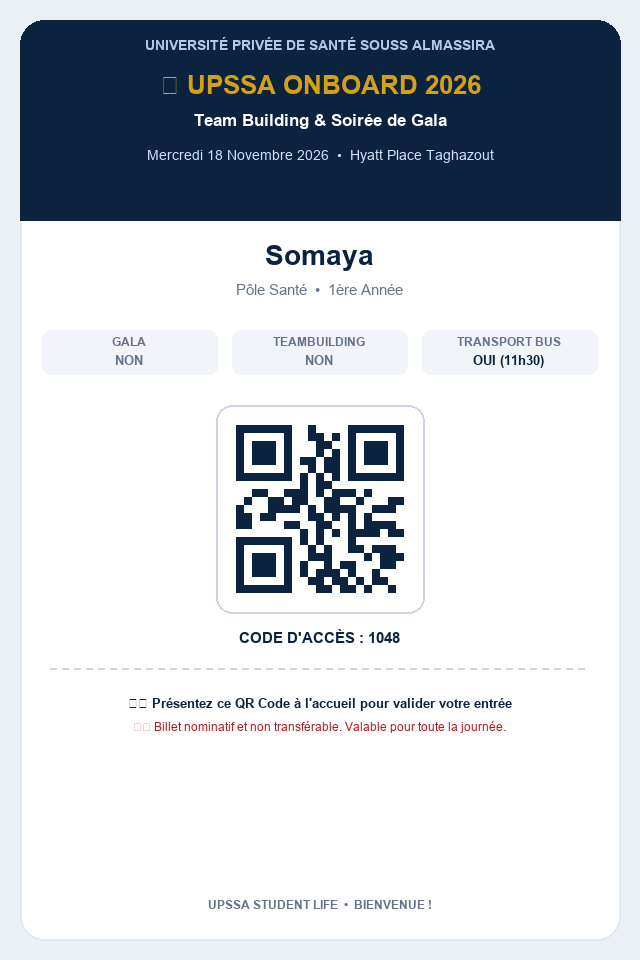 UNIVERSITÉ PRIVÉE DE SANTÉ SOUSS ALMASSIRA
UPSSA ONBOARD 2026
Team Building & Soirée de Gala
Mercredi 18 Novembre 2026 • Hyatt Place Taghazout
Somaya
Pôle Santé • 1ère Année
GALA
NON
TEAMBUILDING
NON
TRANSPORT BUS
OUI (11h30)
CODE D'ACCÈS : 1048
Présentez ce QR Code à l'accueil pour valider votre entrée
Billet nominatif et non transférable. Valable pour toute la journée.
UPSSA STUDENT LIFE • BIENVENUE !